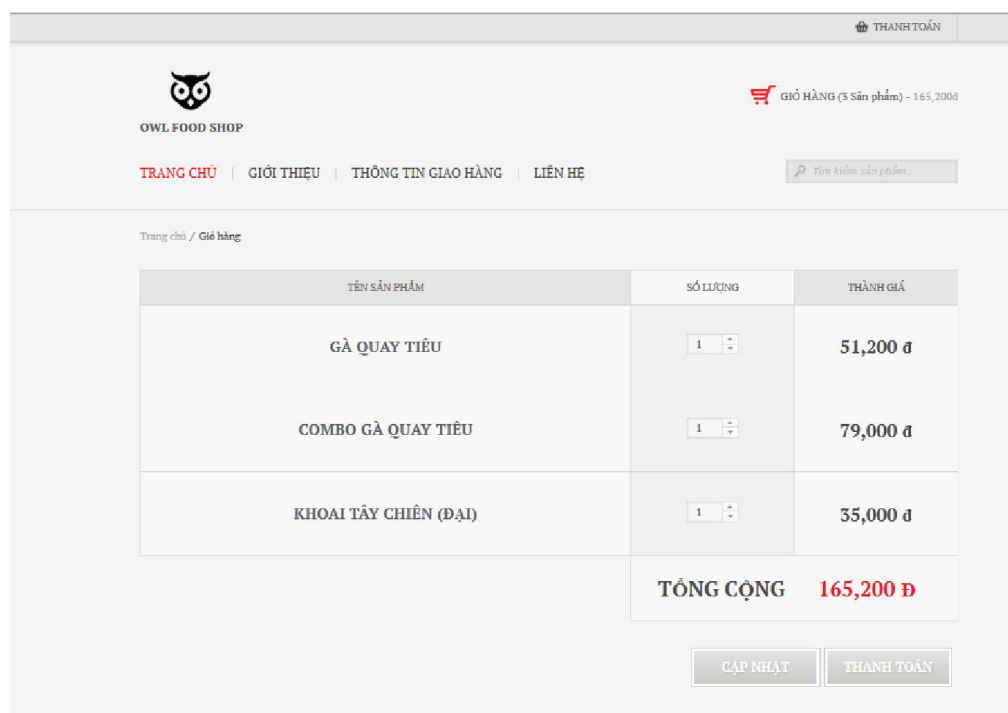 THANH TOÁN
GIỎ HÀNG (3 Sản phẩm) - 165,200đ
OWL FOOD SHOP
TRANG CHỦ | GIỚI THIỆU | THÔNG TIN GIAO HÀNG | LIÊN HỆ
Tìm kiếm sản phẩm...
Trang chủ / Giỏ hàng
TÊN SẢN PHẨM SỐ LƯỢNG THÀNH GIÁ
GÀ QUAY TIÊU 1 51,200 đ
COMBO GÀ QUAY TIÊU 1 79,000 đ
KHOAI TÂY CHIÊN (ĐẠI) 1 35,000 đ
TỔNG CỘNG 165,200 Đ
CẬP NHẬT THANH TOÁN